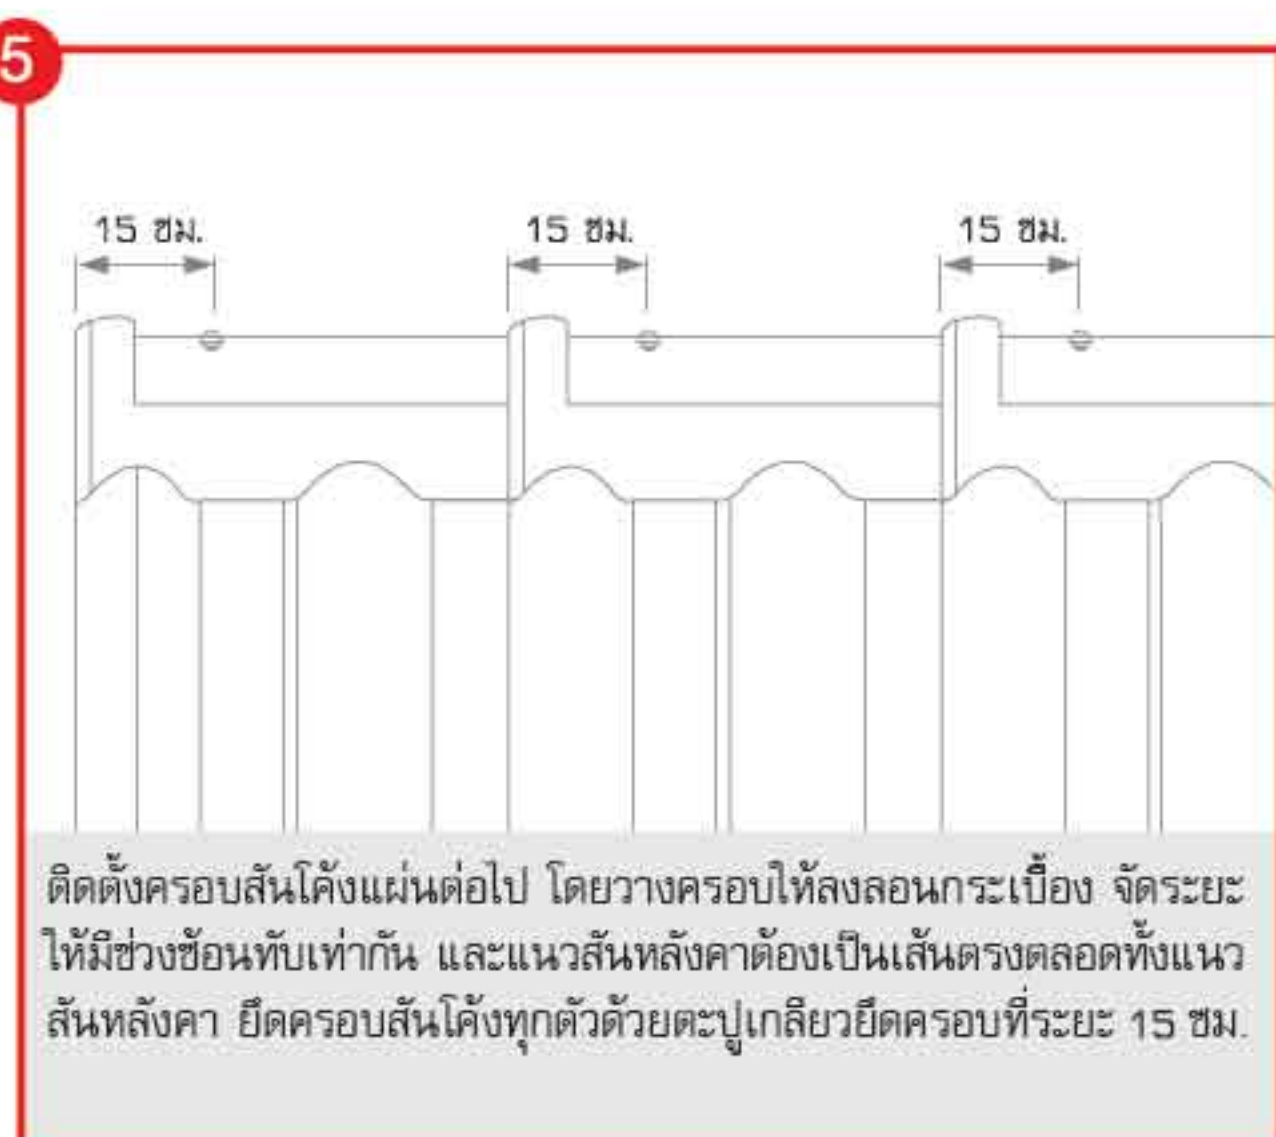 5
15 ซม. 15 ซม. 15 ซม.
ติดตั้งครอบสันโค้งแผ่นต่อไป โดยวางครอบให้ลงลอนกระเบื้อง จัดระยะ
ให้มีช่วงซ้อนทับเท่ากัน และแนวสันหลังคาต้องเป็นเส้นตรงตลอดทั้งแนว
สันหลังคา ยึดครอบสันโค้งทุกตัวด้วยตะปูเกลียวยึดครอบที่ระยะ 15 ซม.